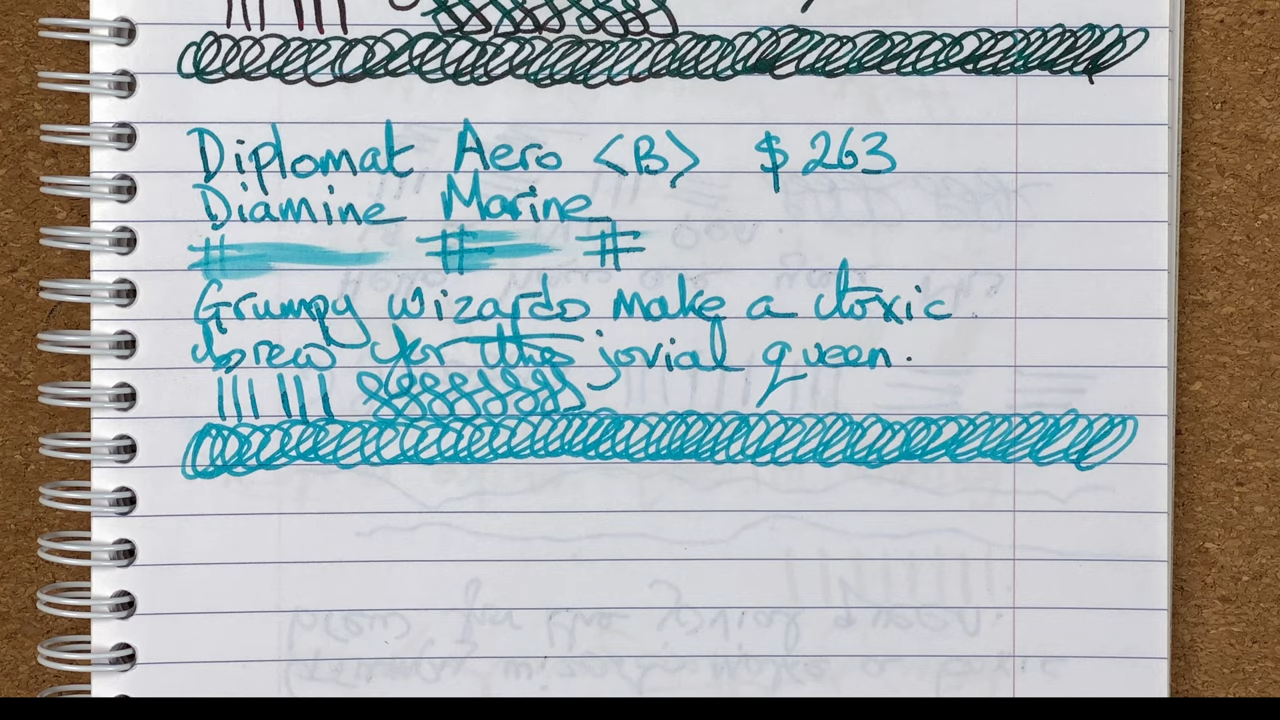 Diplomat Aero <B> $263
Diamine Marine
# # #
Grumpy wizards make a toxic
brew for the jovial queen.